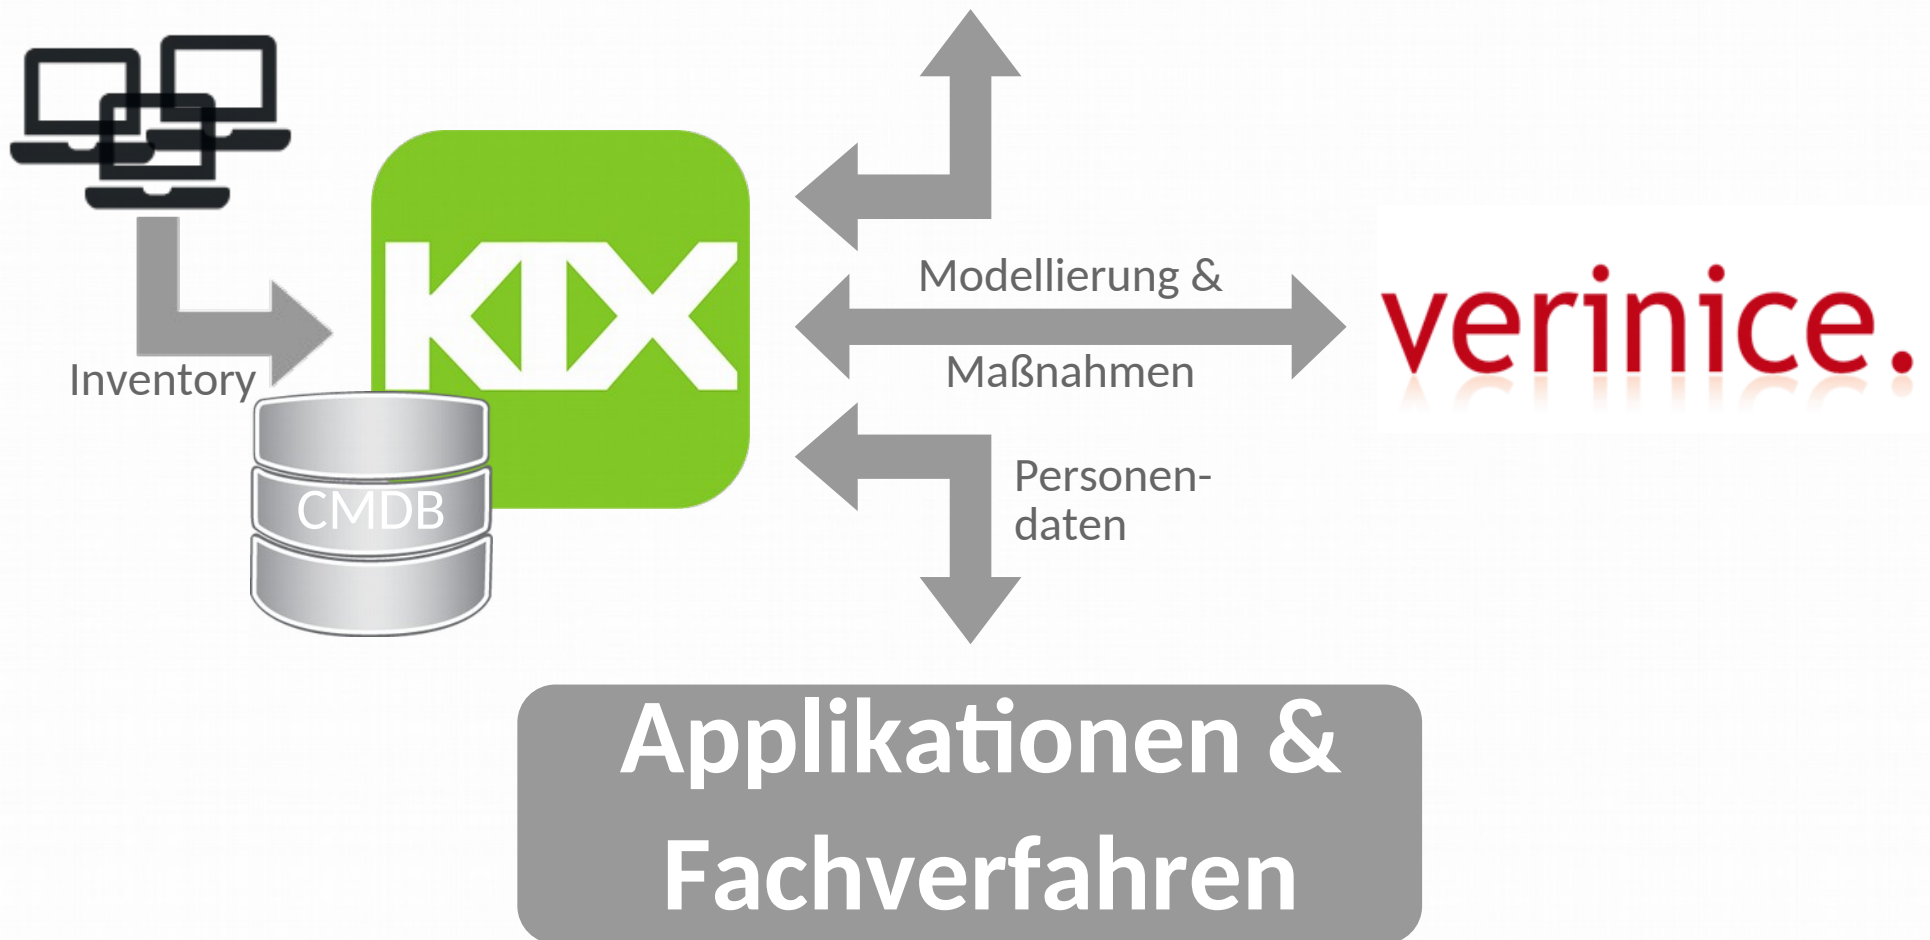 KIX
Inventory
CMDB
Modellierung &
Maßnahmen
verinice.
Personen-
daten
Applikationen &
Fachverfahren